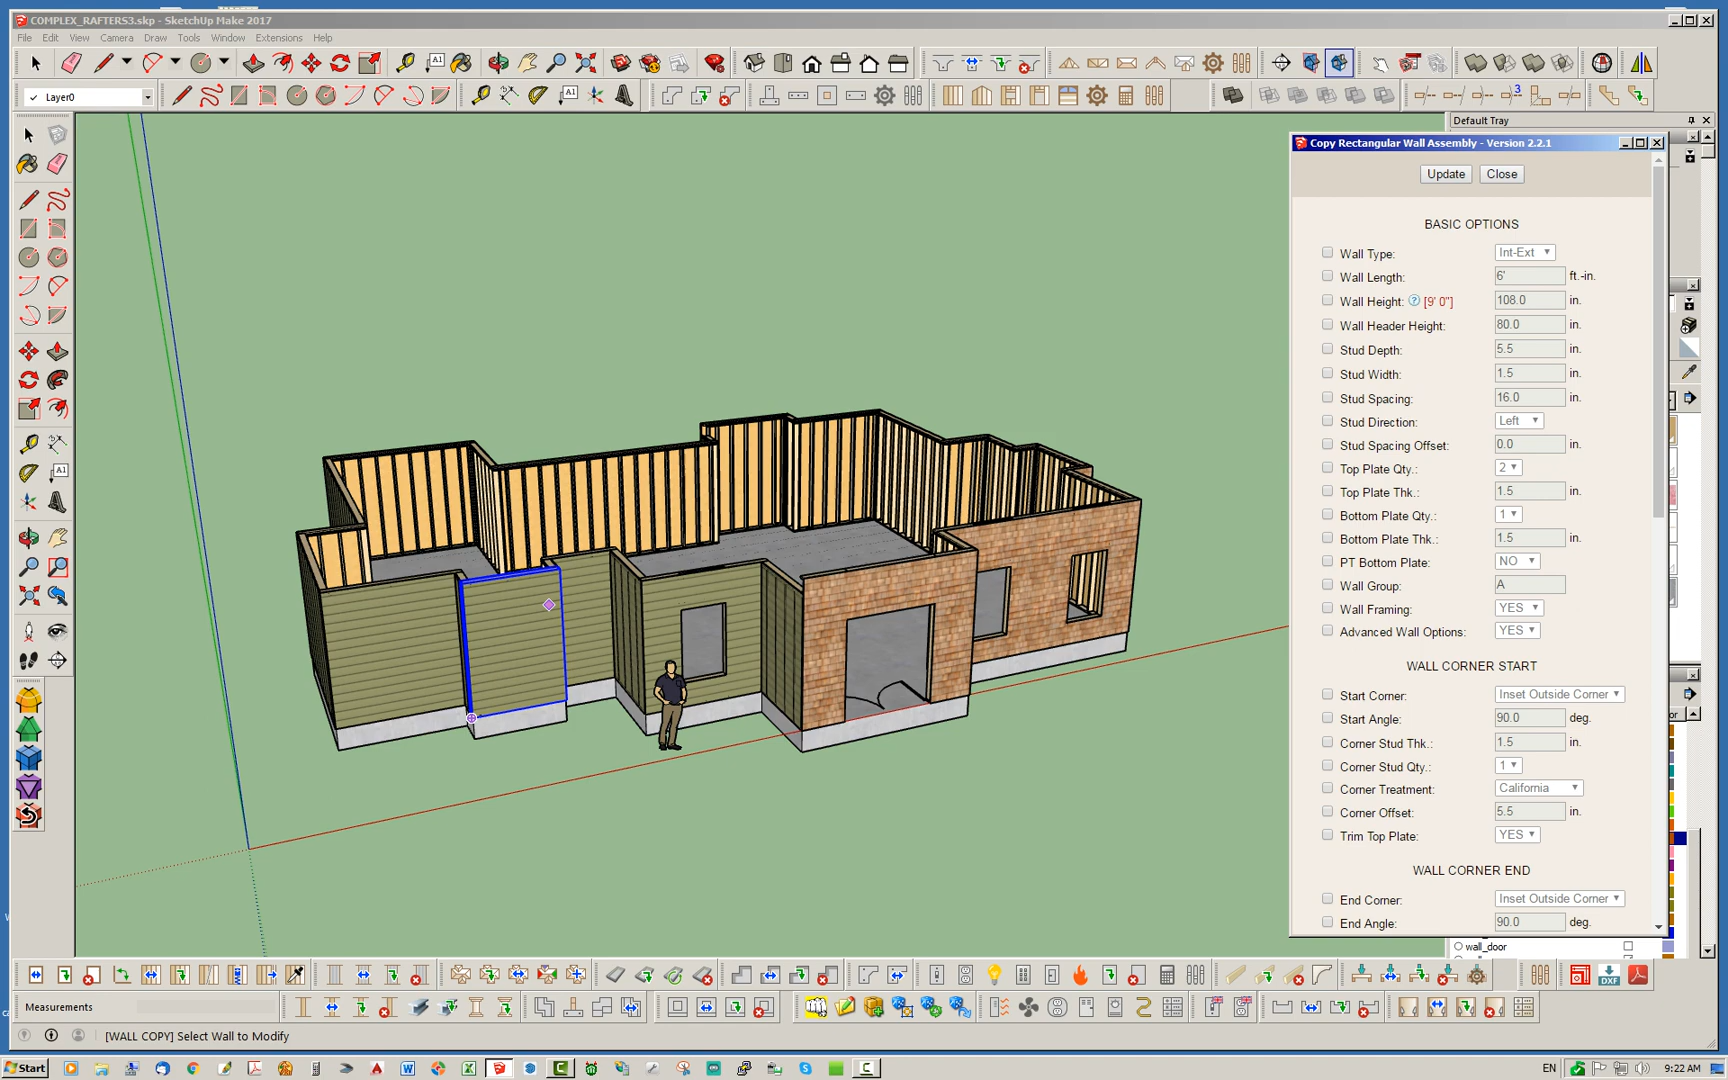 COMPLEX_RAFTERS3.skp - SketchUp Make 2017
File Edit View Camera Draw Tools Window Extensions Help
A1
✓ Layer0
A1
3
Default Tray
Copy Rectangular Wall Assembly - Version 2.2.1
Update Close
BASIC OPTIONS
Wall Type: Int-Ext
Wall Length: 6' ft.-in.
Wall Height: ? [9' 0"] 108.0 in.
Wall Header Height: 80.0 in.
Stud Depth: 5.5 in.
Stud Width: 1.5 in.
Stud Spacing: 16.0 in.
Stud Direction: Left
Stud Spacing Offset: 0.0 in.
Top Plate Qty.: 2
Top Plate Thk.: 1.5 in.
Bottom Plate Qty.: 1
Bottom Plate Thk.: 1.5 in.
PT Bottom Plate: NO
Wall Group: A
Wall Framing: YES
Advanced Wall Options: YES
WALL CORNER START
Start Corner: Inset Outside Corner
Start Angle: 90.0 deg.
Corner Stud Thk.: 1.5 in.
Corner Stud Qty.: 1
Corner Treatment: California
Corner Offset: 5.5 in.
Trim Top Plate: YES
WALL CORNER END
End Corner: Inset Outside Corner
End Angle: 90.0 deg.
wall_door
A1
DXF
Measurements
[WALL COPY] Select Wall to Modify
Start
EN
9:22 AM